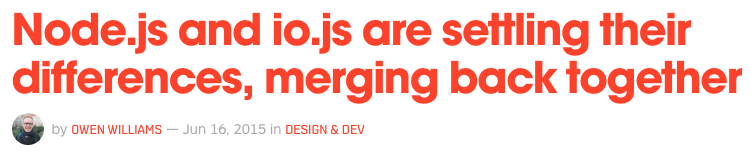 Node.js and io.js are settling their
differences, merging back together
by OWEN WILLIAMS — Jun 16, 2015 in DESIGN & DEV